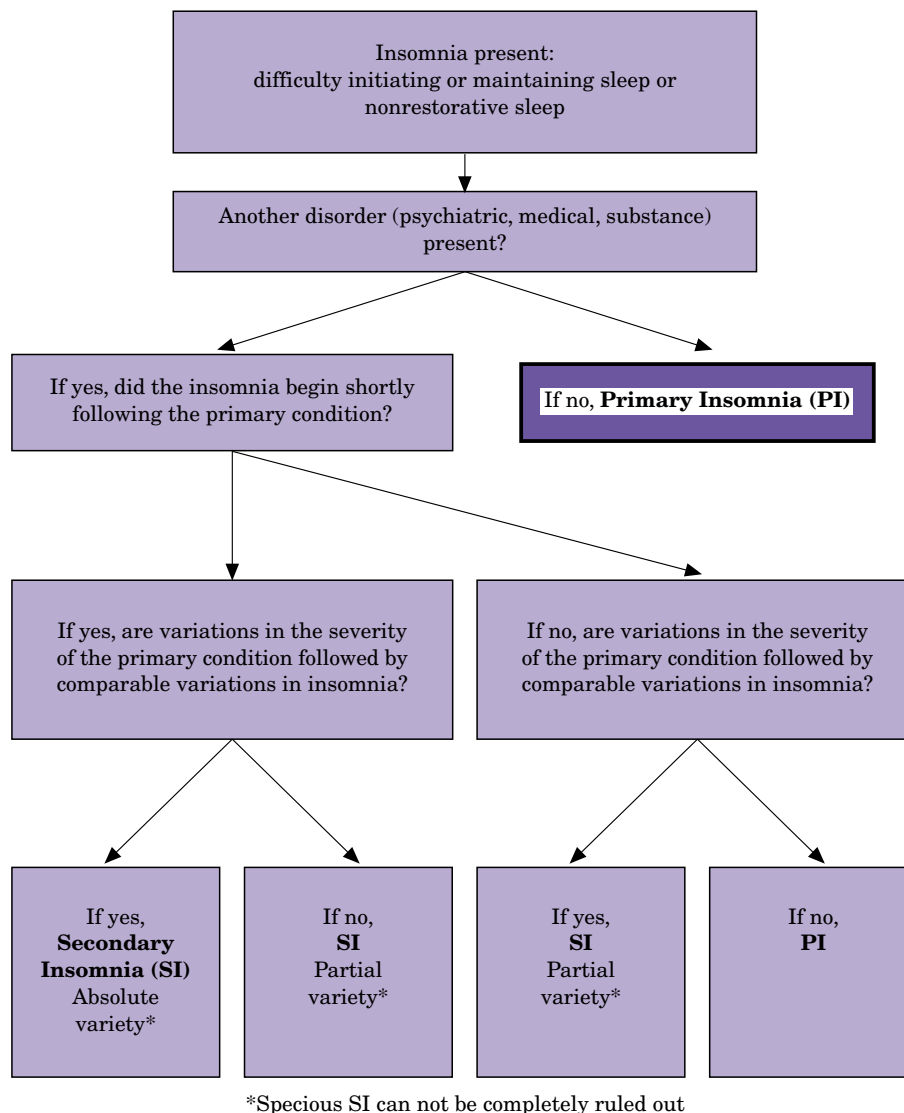 Insomnia present:
difficulty initiating or maintaining sleep or
nonrestorative sleep
Another disorder (psychiatric, medical, substance)
present?
If yes, did the insomnia begin shortly
following the primary condition?
If no, Primary Insomnia (PI)
If yes, are variations in the severity
of the primary condition followed by
comparable variations in insomnia?
If no, are variations in the severity
of the primary condition followed by
comparable variations in insomnia?
If yes,
Secondary
Insomnia (SI)
Absolute
variety*
If no,
SI
Partial
variety*
If yes,
SI
Partial
variety*
If no,
PI
*Specious SI can not be completely ruled out